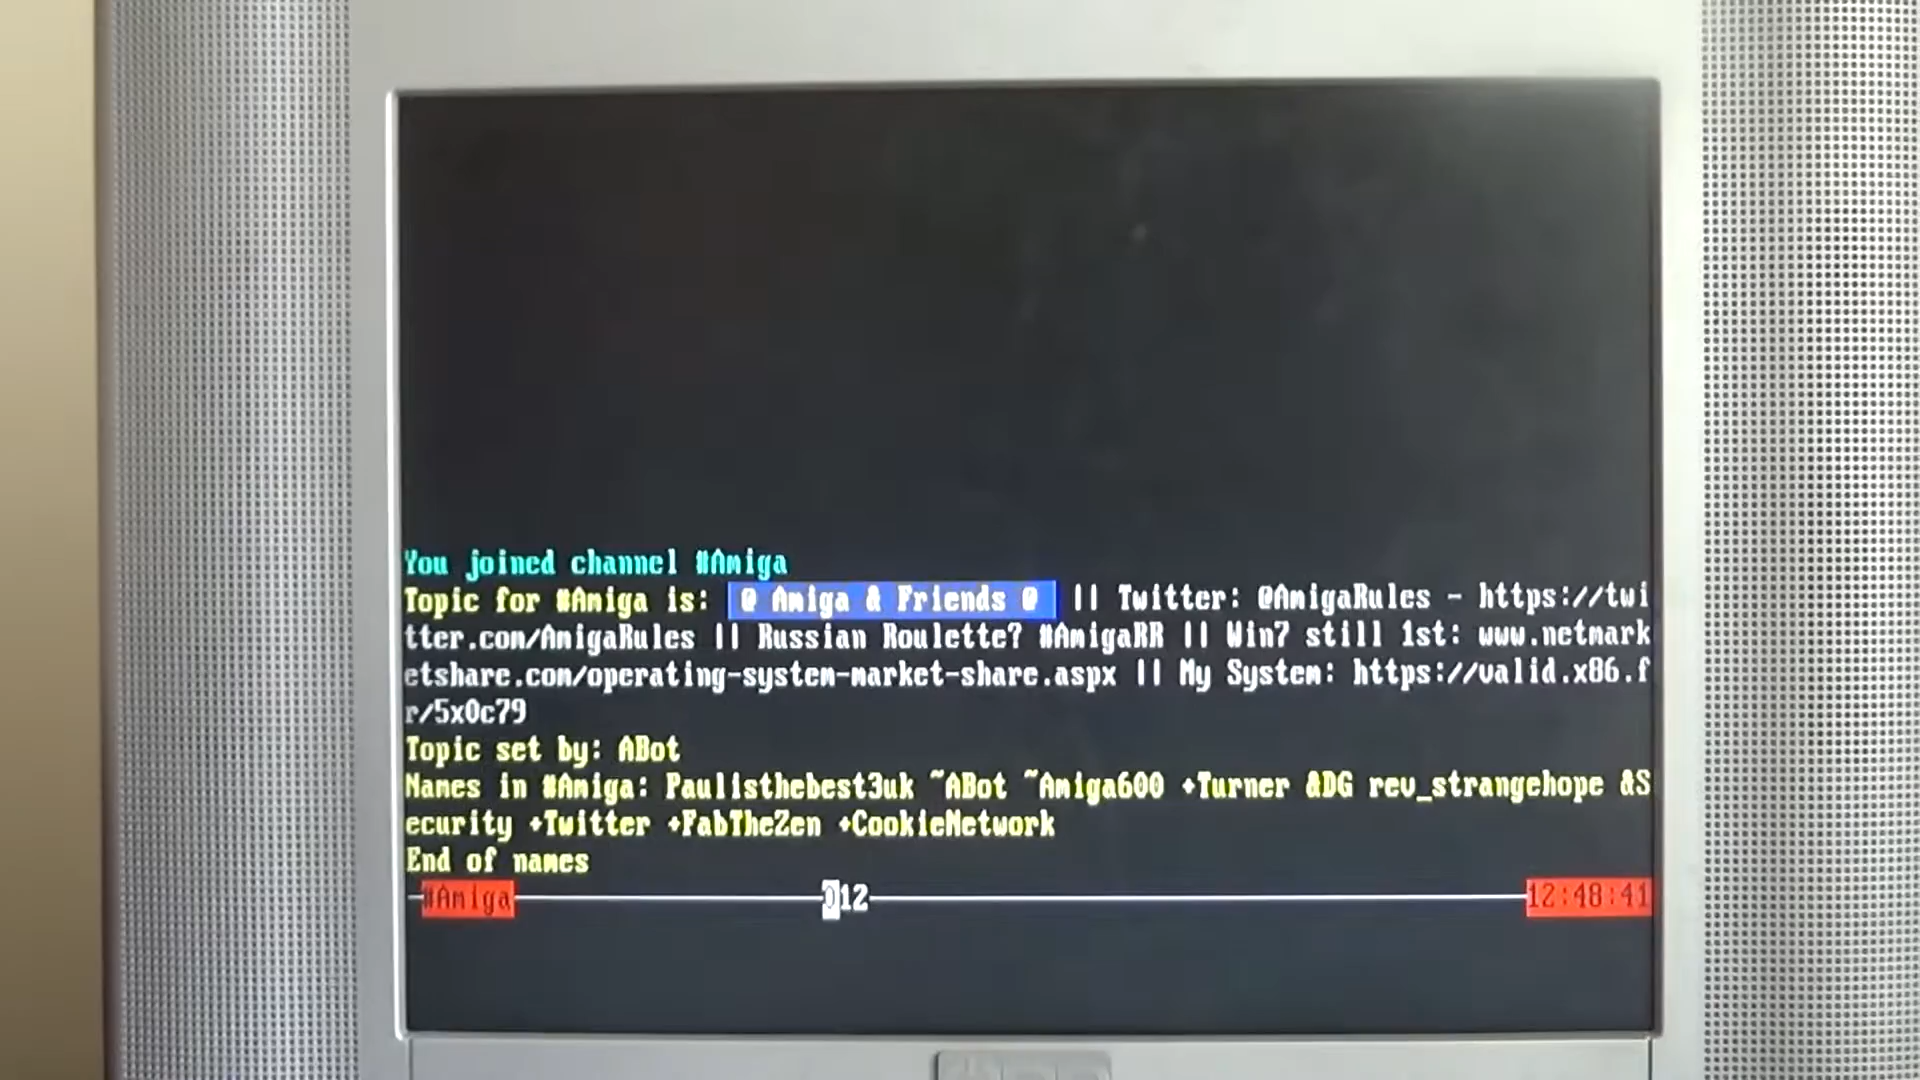 You joined channel #Amiga
Topic for #Amiga is: @ Amiga & Friends @ || Twitter: @AmigaRules - https://twi
tter.com/AmigaRules || Russian Roulette? #AmigaRR || Win7 still 1st: www.netmark
etshare.com/operating-system-market-share.aspx || My System: https://valid.x86.f
r/5x0c79
Topic set by: ABot
Names in #Amiga: Paulisthebest3uk ~ABot ~Amiga600 +Turner &DG rev_strangehope &S
ecurity +Twitter +FabTheZen +CookieNetwork
End of names
#Amiga 012 12:48:41